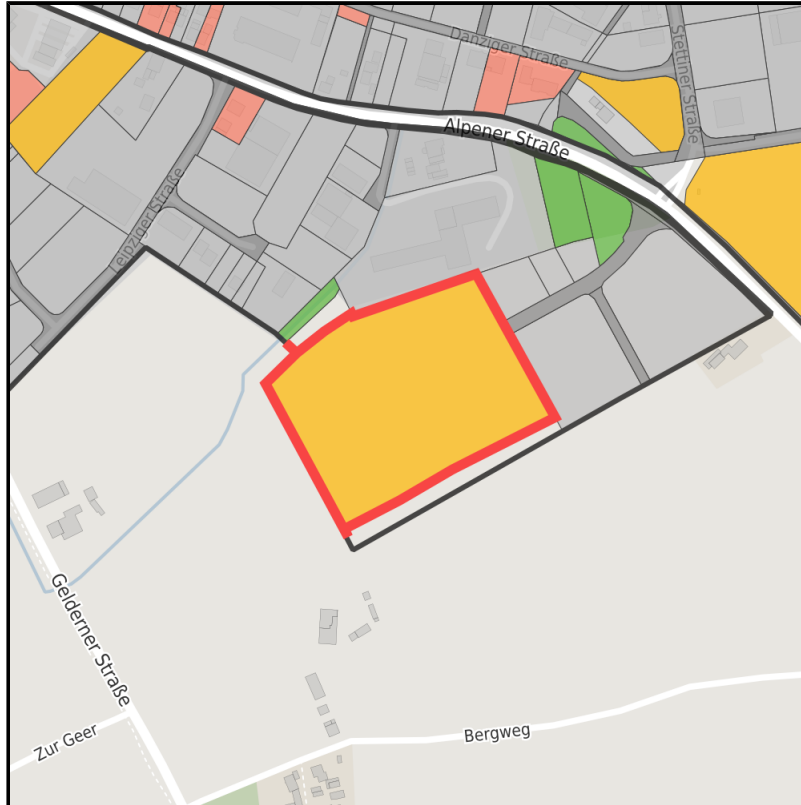 Danziger Straße
Stettiner Straße
Alpener Straße
Leipziger Straße
Gelderner Straße
Zur Geer
Bergweg